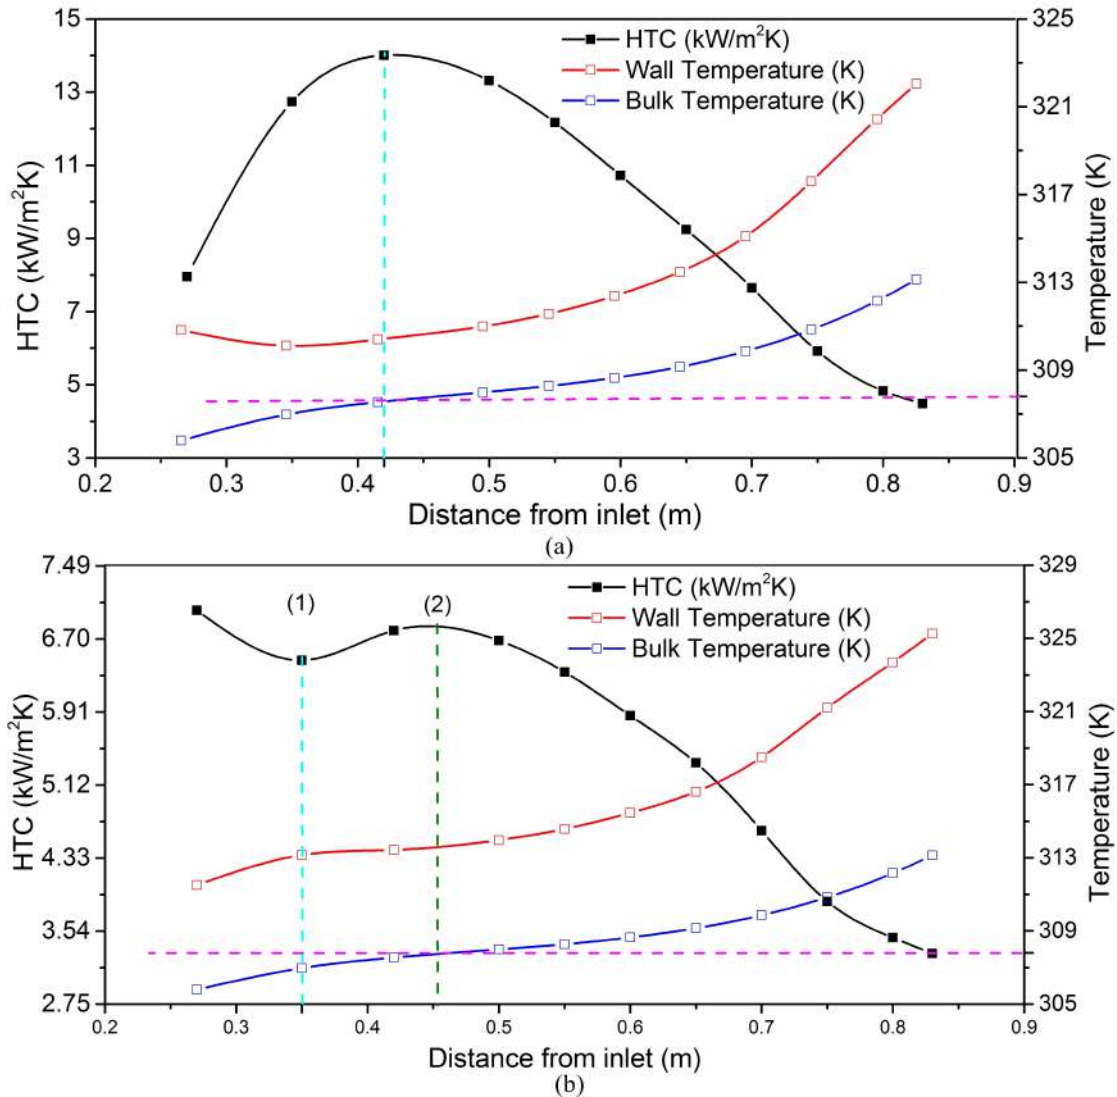 15
13
11
9
7
5
3
HTC (kW/m²K)
HTC (kW/m²K)
Wall Temperature (K)
Bulk Temperature (K)
325
321
317
313
309
305
Temperature (K)
0.2 0.3 0.4 0.5 0.6 0.7 0.8 0.9
Distance from inlet (m)
(a)
7.49
6.70
5.91
5.12
4.33
3.54
2.75
HTC (kW/m²K)
(1) (2)
HTC (kW/m²K)
Wall Temperature (K)
Bulk Temperature (K)
329
325
321
317
313
309
305
Temperature (K)
0.2 0.3 0.4 0.5 0.6 0.7 0.8 0.9
Distance from inlet (m)
(b)